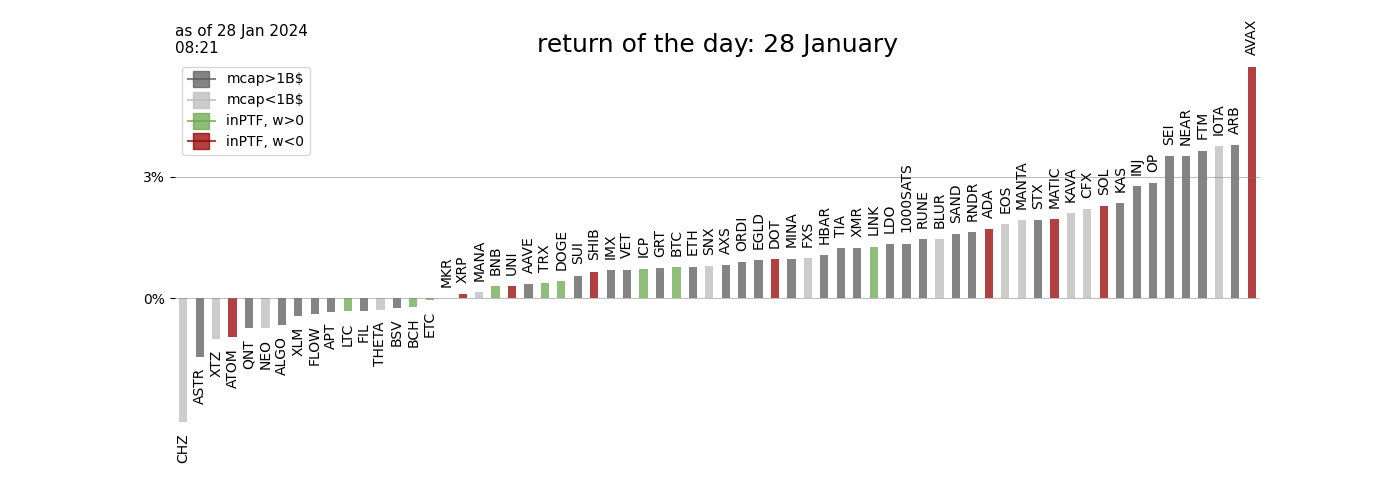 as of 28 Jan 2024
08:21
return of the day: 28 January
mcap>1B$
mcap<1B$
inPTF, w>0
inPTF, w<0
3%
0%
CHZ
ASTR
XTZ
ATOM
QNT
NEO
ALGO
XLM
FLOW
APT
LTC
FIL
THETA
BSV
BCH
ETC
MKR
XRP
MANA
BNB
UNI
AAVE
TRX
DOGE
SUI
SHIB
IMX
VET
ICP
GRT
BTC
ETH
SNX
AXS
ORDI
EGLD
DOT
MINA
FXS
HBAR
TIA
XMR
LINK
LDO
1000SATS
RUNE
BLUR
SAND
RNDR
ADA
EOS
MANTA
STX
MATIC
KAVA
CFX
SOL
KAS
INJ
OP
SEI
NEAR
FTM
IOTA
ARB
AVAX